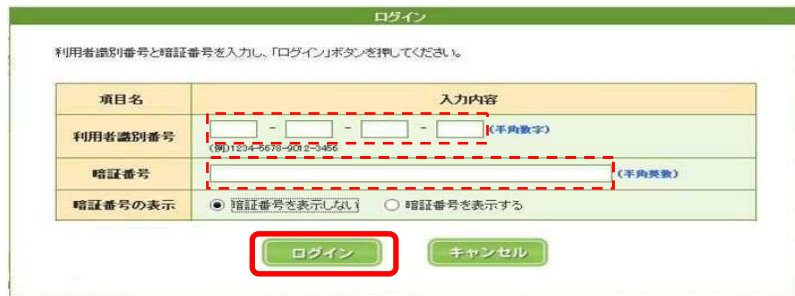 ログイン
利用者識別番号と暗証番号を入力し、「ログイン」ボタンを押してください。
項目名 入力内容
利用者識別番号 - - - (半角数字)
(例)1234-5678-9012-3456
暗証番号 (半角英数)
暗証番号の表示 暗証番号を表示しない 暗証番号を表示する
ログイン キャンセル